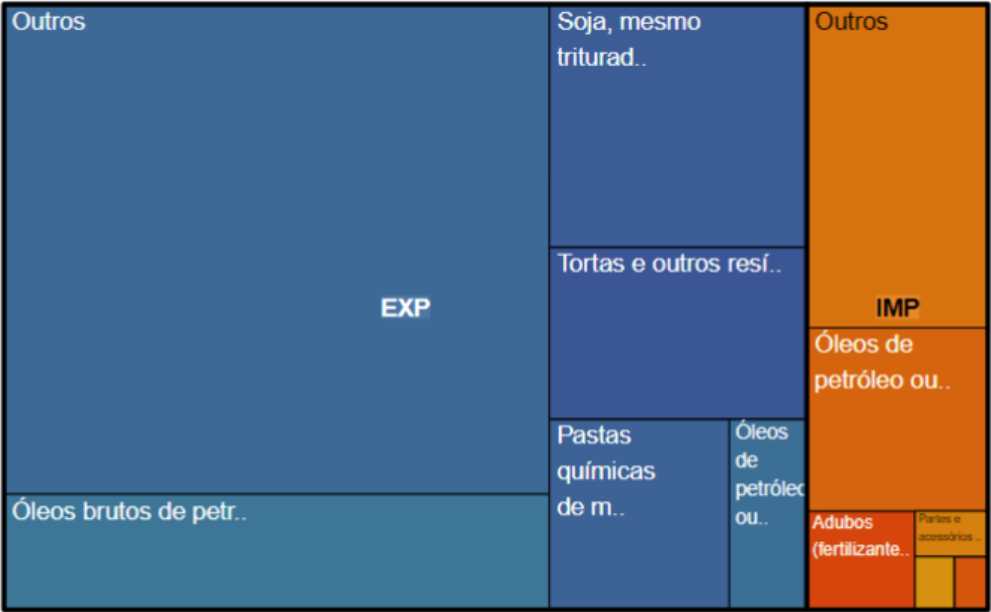 Outros
Soja, mesmo
triturad..
Outros
Tortas e outros resí..
EXP
IMP
Óleos de
petróleo ou..
Pastas
químicas
de m..
Óleos
de
petróleo
ou..
Óleos brutos de petr..
Adubos
(fertilizante..
Partes e
acessórios ..